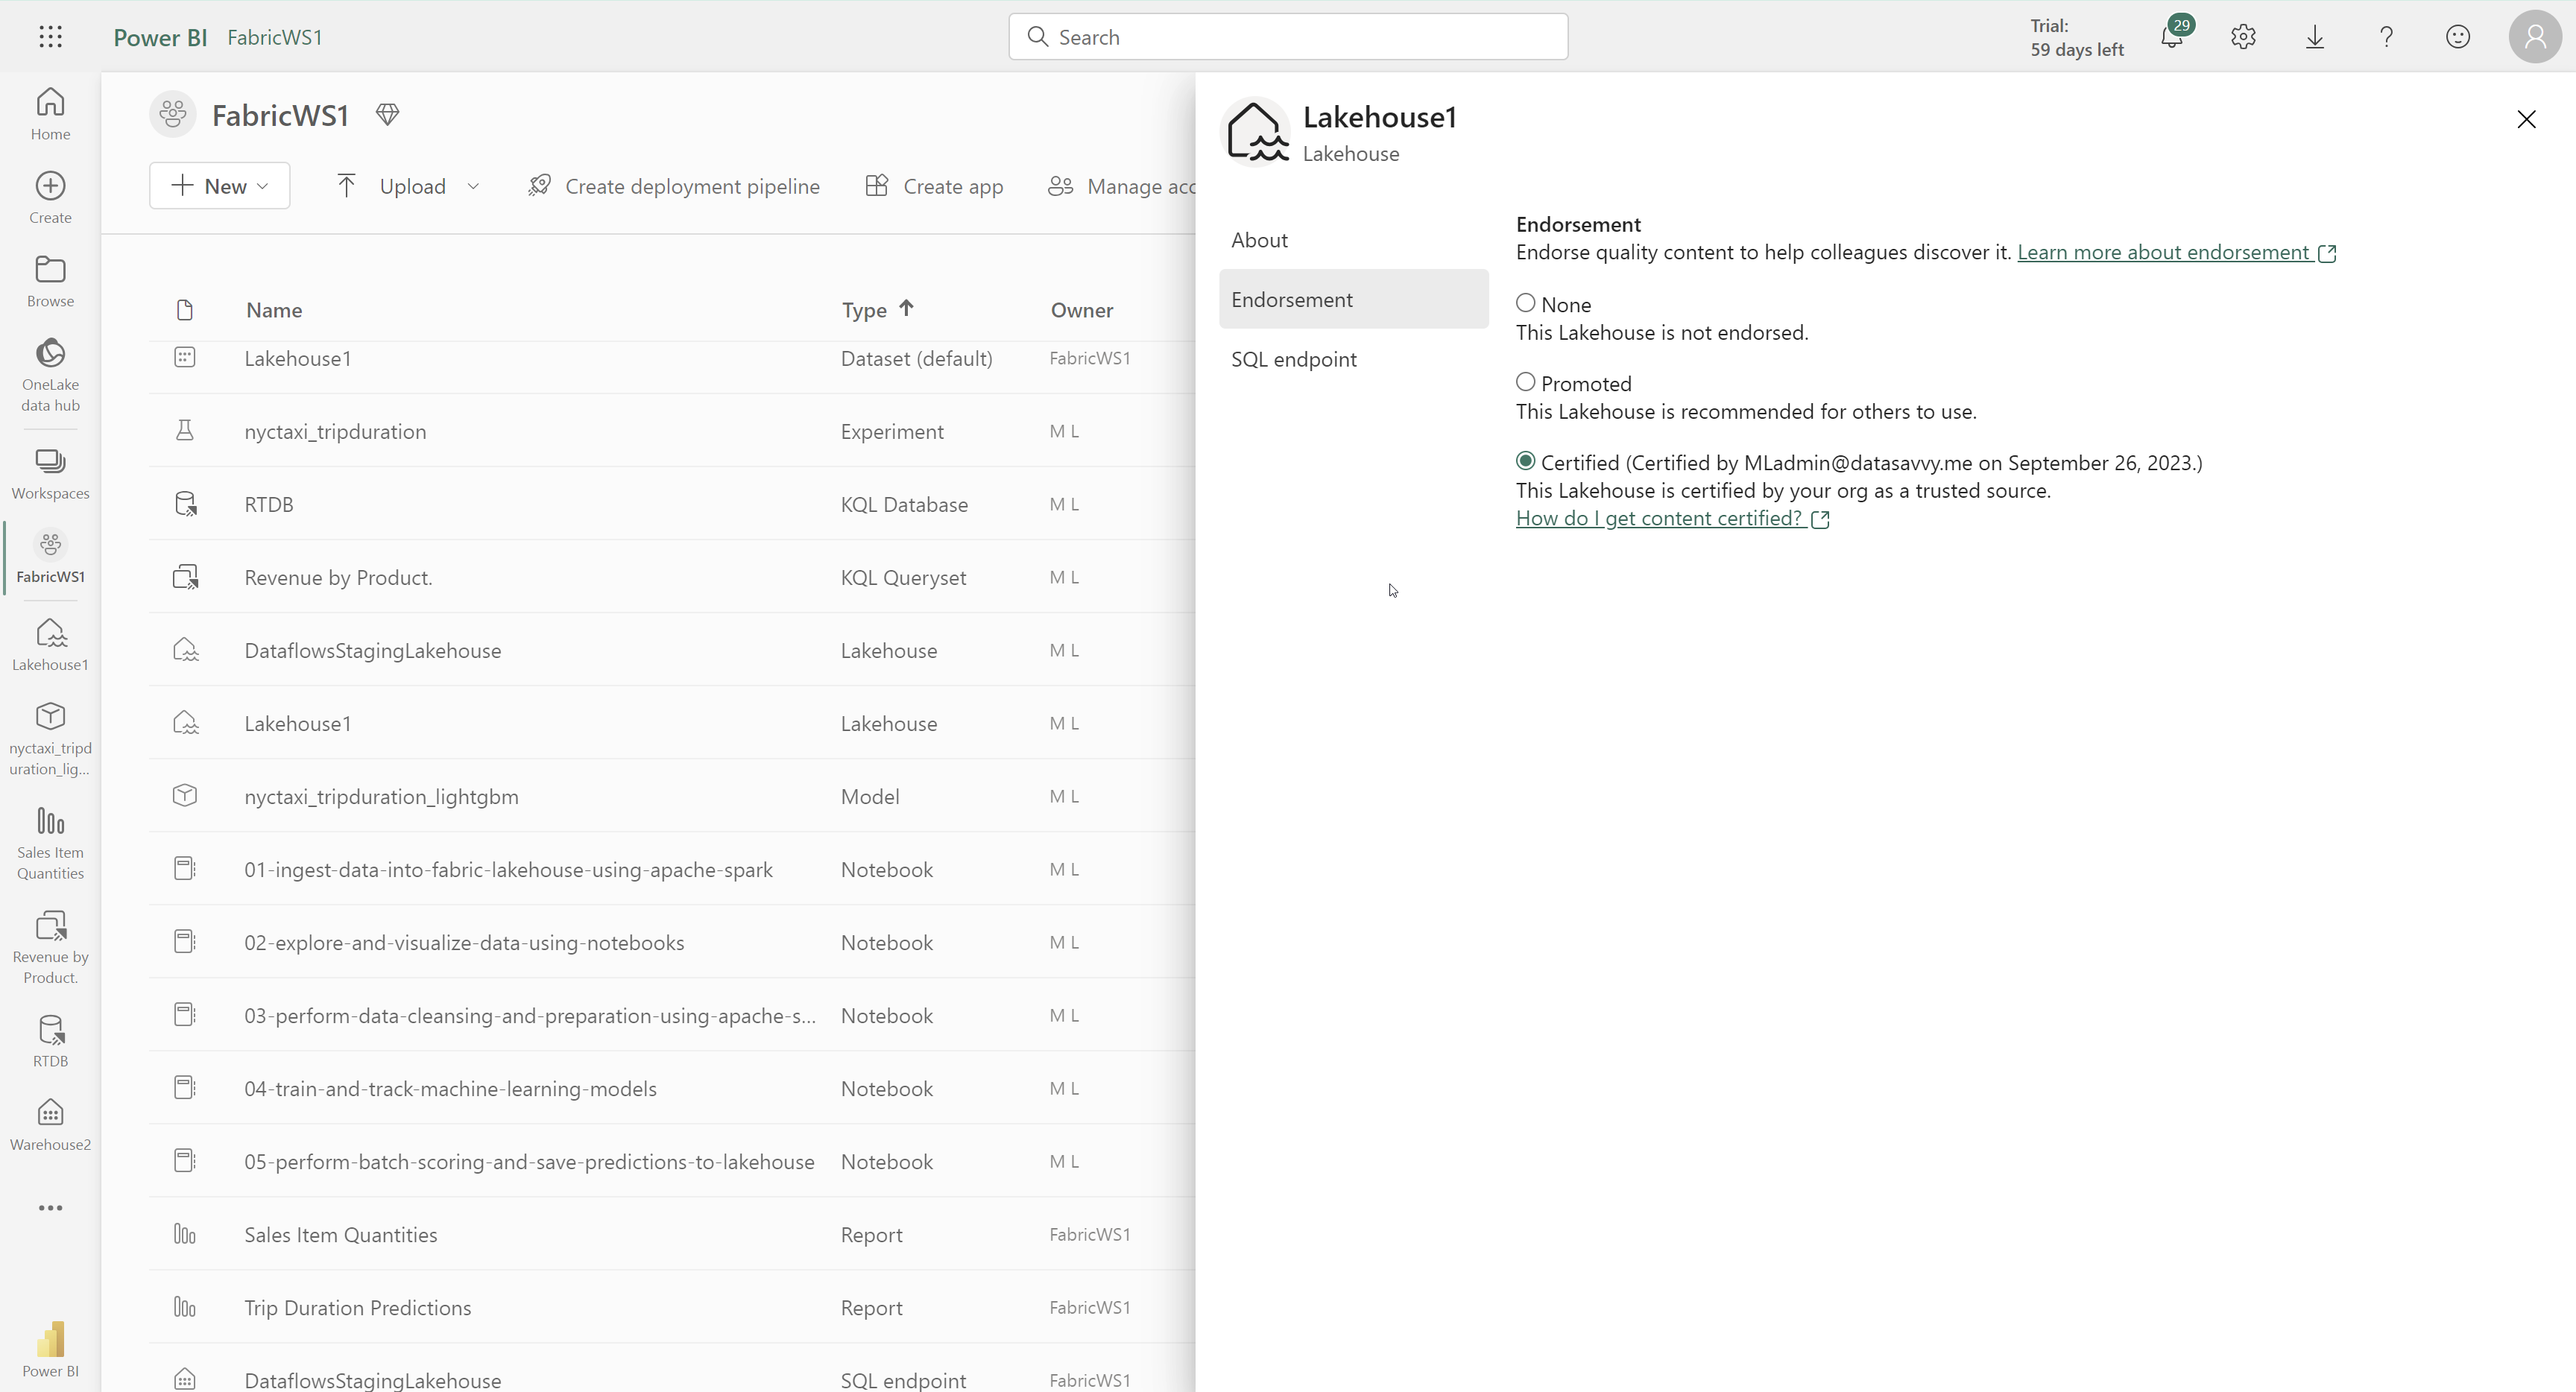 Power BI FabricWS1
Search
Trial:
59 days left
29
Home
Create
Browse
OneLake
data hub
Workspaces
FabricWS1
Lakehouse1
nyctaxi_tripd
uration_lig...
Sales Item
Quantities
Revenue by
Product.
RTDB
Warehouse2
Power BI
FabricWS1
New
Upload
Create deployment pipeline
Create app
Manage acc
Name Type Owner
Lakehouse1 Dataset (default) FabricWS1
nyctaxi_tripduration Experiment M L
RTDB KQL Database M L
Revenue by Product. KQL Queryset M L
DataflowsStagingLakehouse Lakehouse M L
Lakehouse1 Lakehouse M L
nyctaxi_tripduration_lightgbm Model M L
01-ingest-data-into-fabric-lakehouse-using-apache-spark Notebook M L
02-explore-and-visualize-data-using-notebooks Notebook M L
03-perform-data-cleansing-and-preparation-using-apache-s... Notebook M L
04-train-and-track-machine-learning-models Notebook M L
05-perform-batch-scoring-and-save-predictions-to-lakehouse Notebook M L
Sales Item Quantities Report FabricWS1
Trip Duration Predictions Report FabricWS1
DataflowsStagingLakehouse SQL endpoint FabricWS1
Lakehouse1
Lakehouse
About
Endorsement
SQL endpoint
Endorsement
Endorse quality content to help colleagues discover it. Learn more about endorsement
None
This Lakehouse is not endorsed.
Promoted
This Lakehouse is recommended for others to use.
Certified (Certified by MLadmin@datasavvy.me on September 26, 2023.)
This Lakehouse is certified by your org as a trusted source.
How do I get content certified?